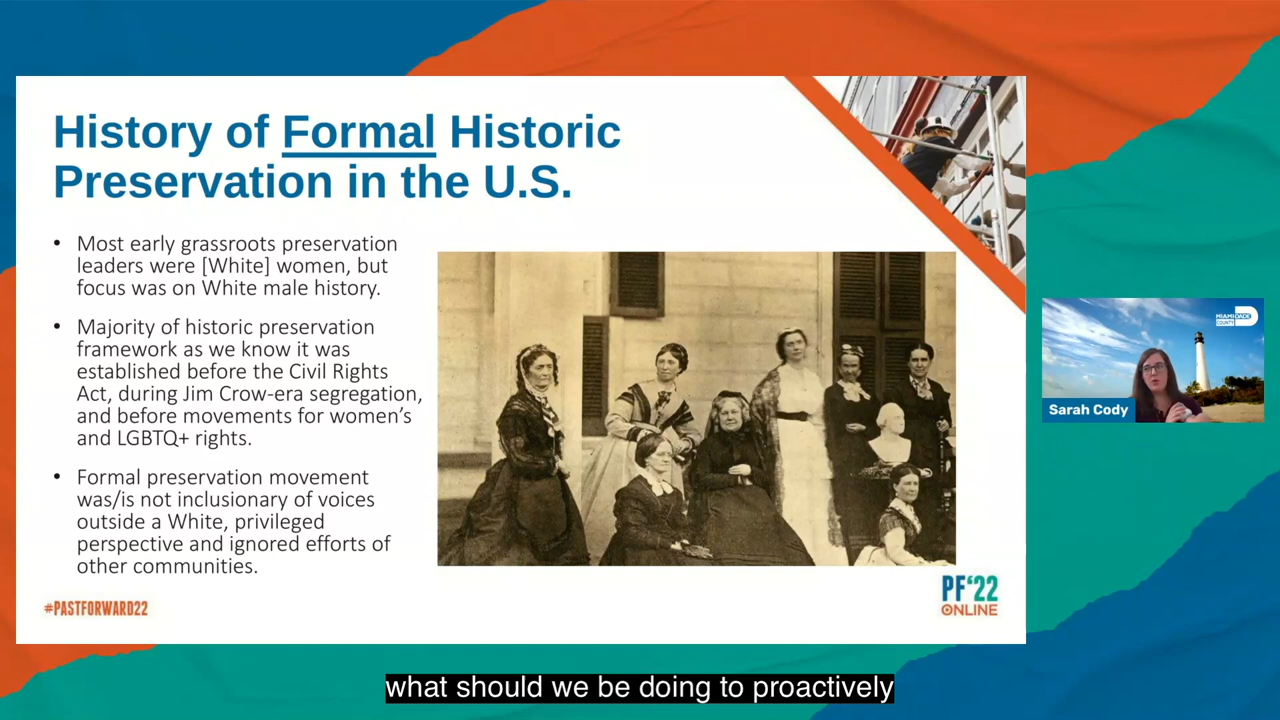 History of Formal Historic
Preservation in the U.S.
• Most early grassroots preservation
leaders were [White] women, but
focus was on White male history.
• Majority of historic preservation
framework as we know it was
established before the Civil Rights
Act, during Jim Crow-era segregation,
and before movements for women’s
and LGBTQ+ rights.
• Formal preservation movement
was/is not inclusionary of voices
outside a White, privileged
perspective and ignored efforts of
other communities.
#PASTFORWARD22
PF‘22
ONLINE
MIAMI-DADE
COUNTY
Sarah Cody
what should we be doing to proactively